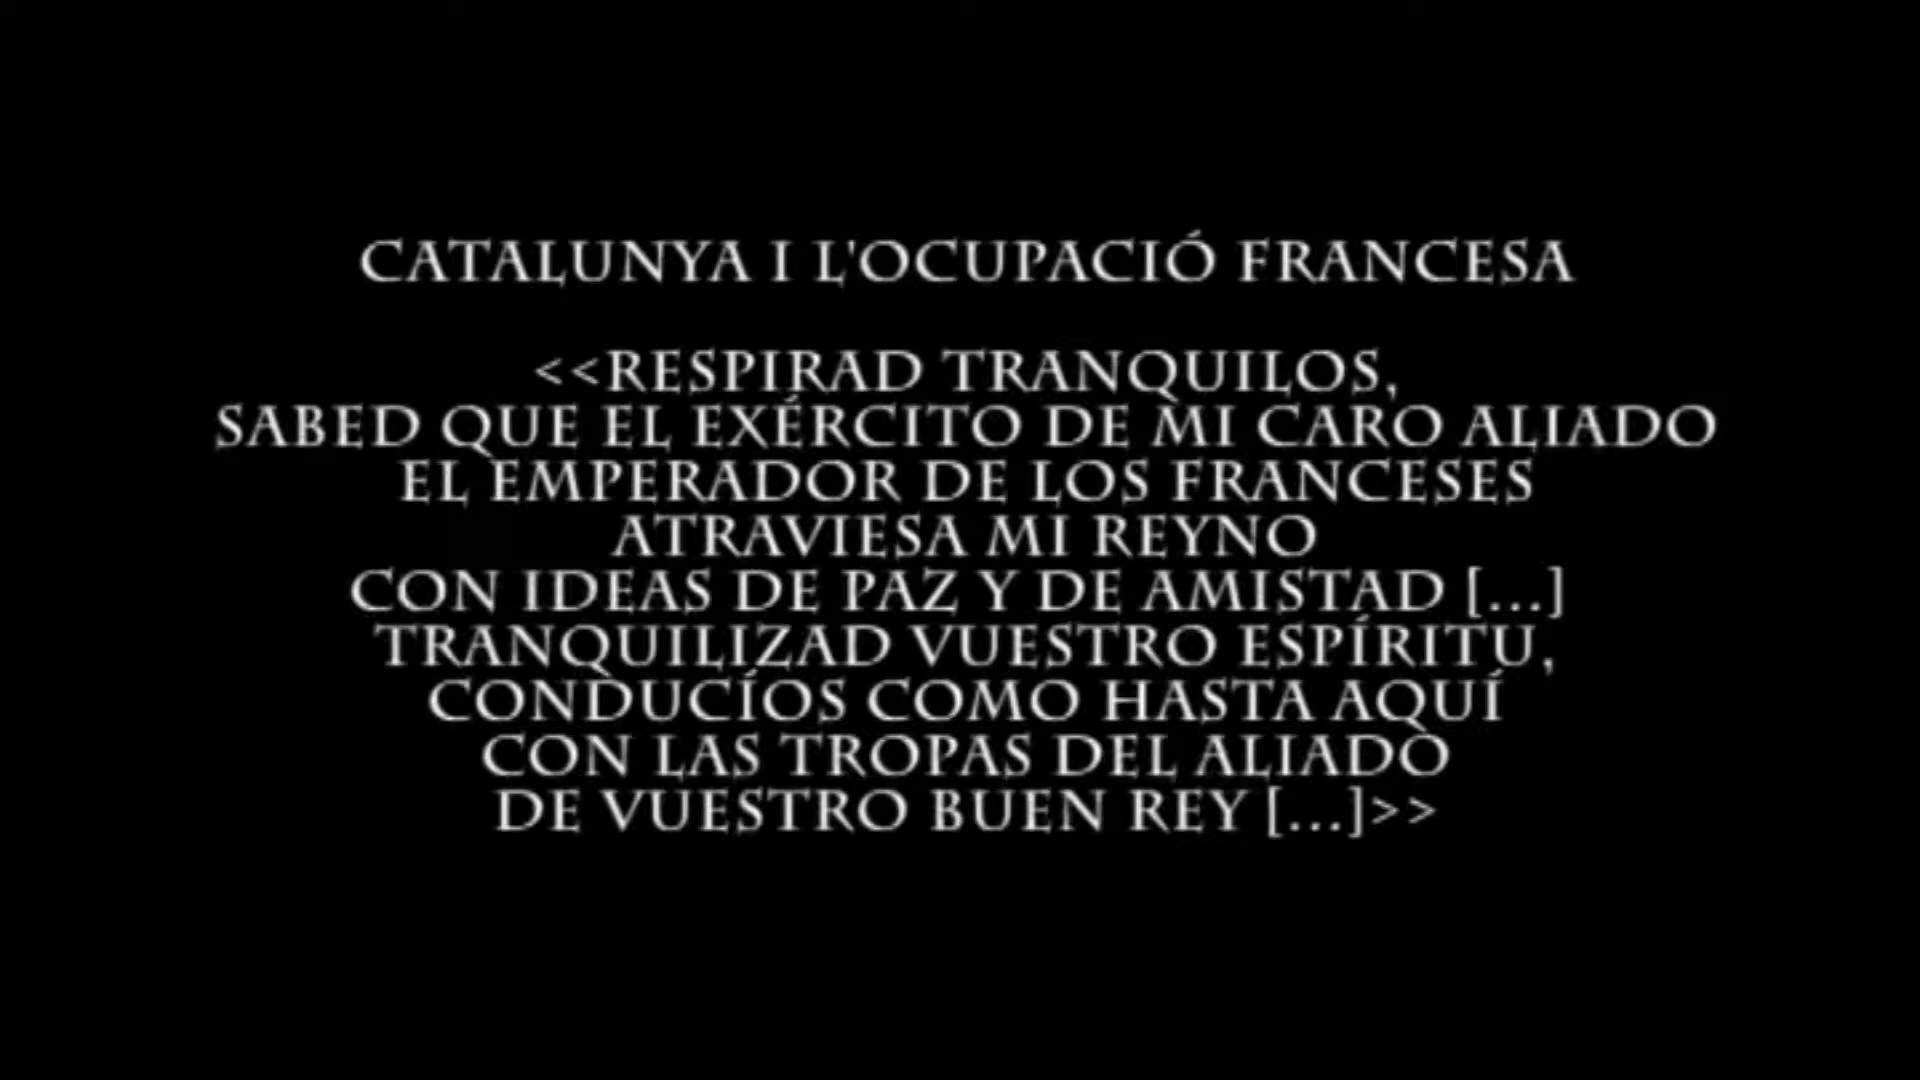 CATALUNYA I L'OCUPACIÓ FRANCESA
<<RESPIRAD TRANQUILOS,
SABED QUE EL EXÉRCITO DE MI CARO ALIADO
EL EMPERADOR DE LOS FRANCESES
ATRAVIESA MI REYNO
CON IDEAS DE PAZ Y DE AMISTAD [...]
TRANQUILIZAD VUESTRO ESPÍRITU,
CONDUCÍOS COMO HASTA AQUÍ
CON LAS TROPAS DEL ALIADO
DE VUESTRO BUEN REY [...]>>